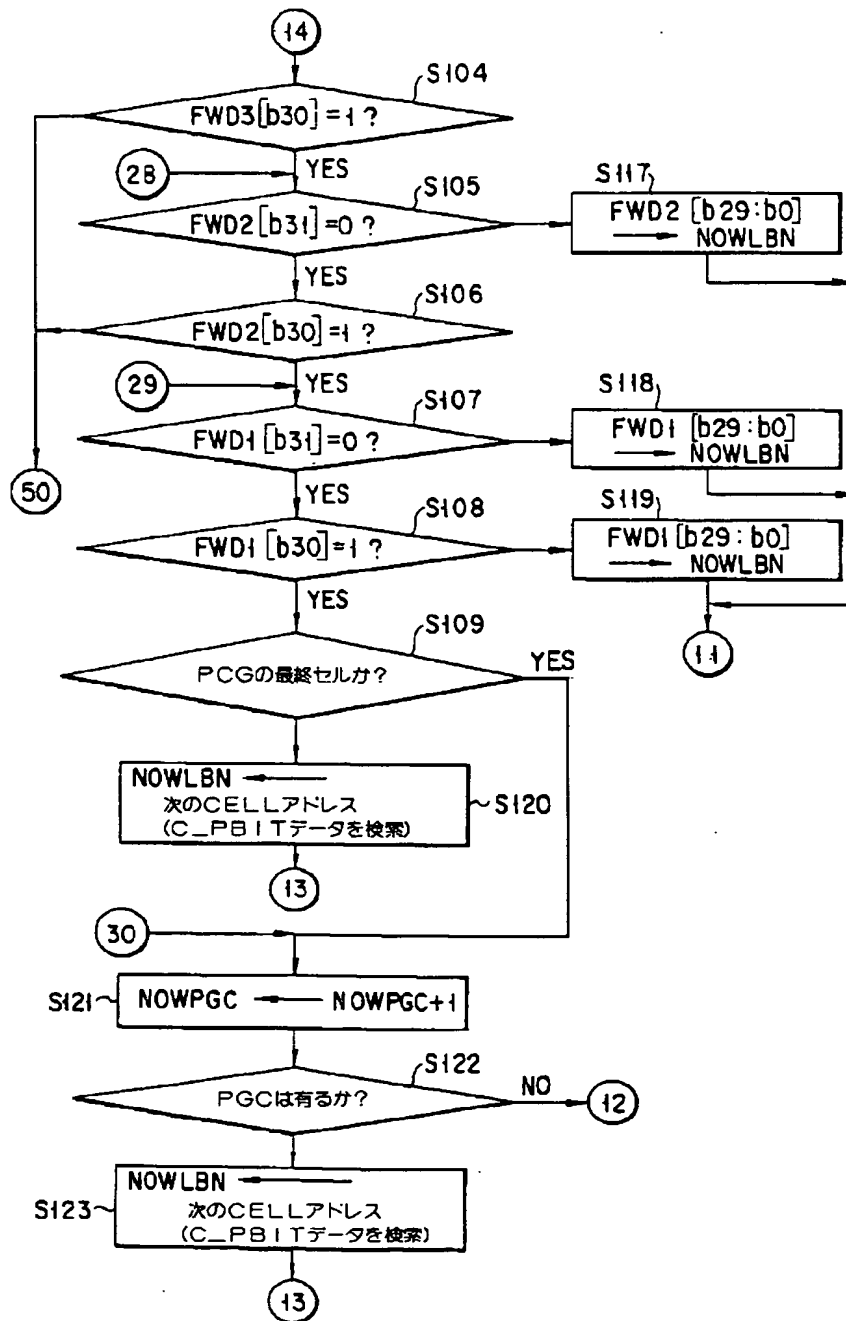 14
S104
FWD3[b30]=1?
YES
28
S105
FWD2[b31]=0?
S117
FWD2 [b29:b0]
→ NOWLBN
YES
S106
FWD2[b30]=1?
YES
29
S107
FWD1[b31]=0?
S118
FWD1 [b29:b0]
→ NOWLBN
50
YES
S108
FWD1[b30]=1?
S119
FWD1[b29:b0]
→ NOWLBN
YES
11
S109
PCGの最終セルか?
YES
NOWLBN ←
次のCELLアドレス
(C_PBITデータを検索)
S120
13
30
S121
NOWPGC ← NOWPGC+1
S122
PGCは有るか?
NO
12
S123
NOWLBN ←
次のCELLアドレス
(C_PBITデータを検索)
13